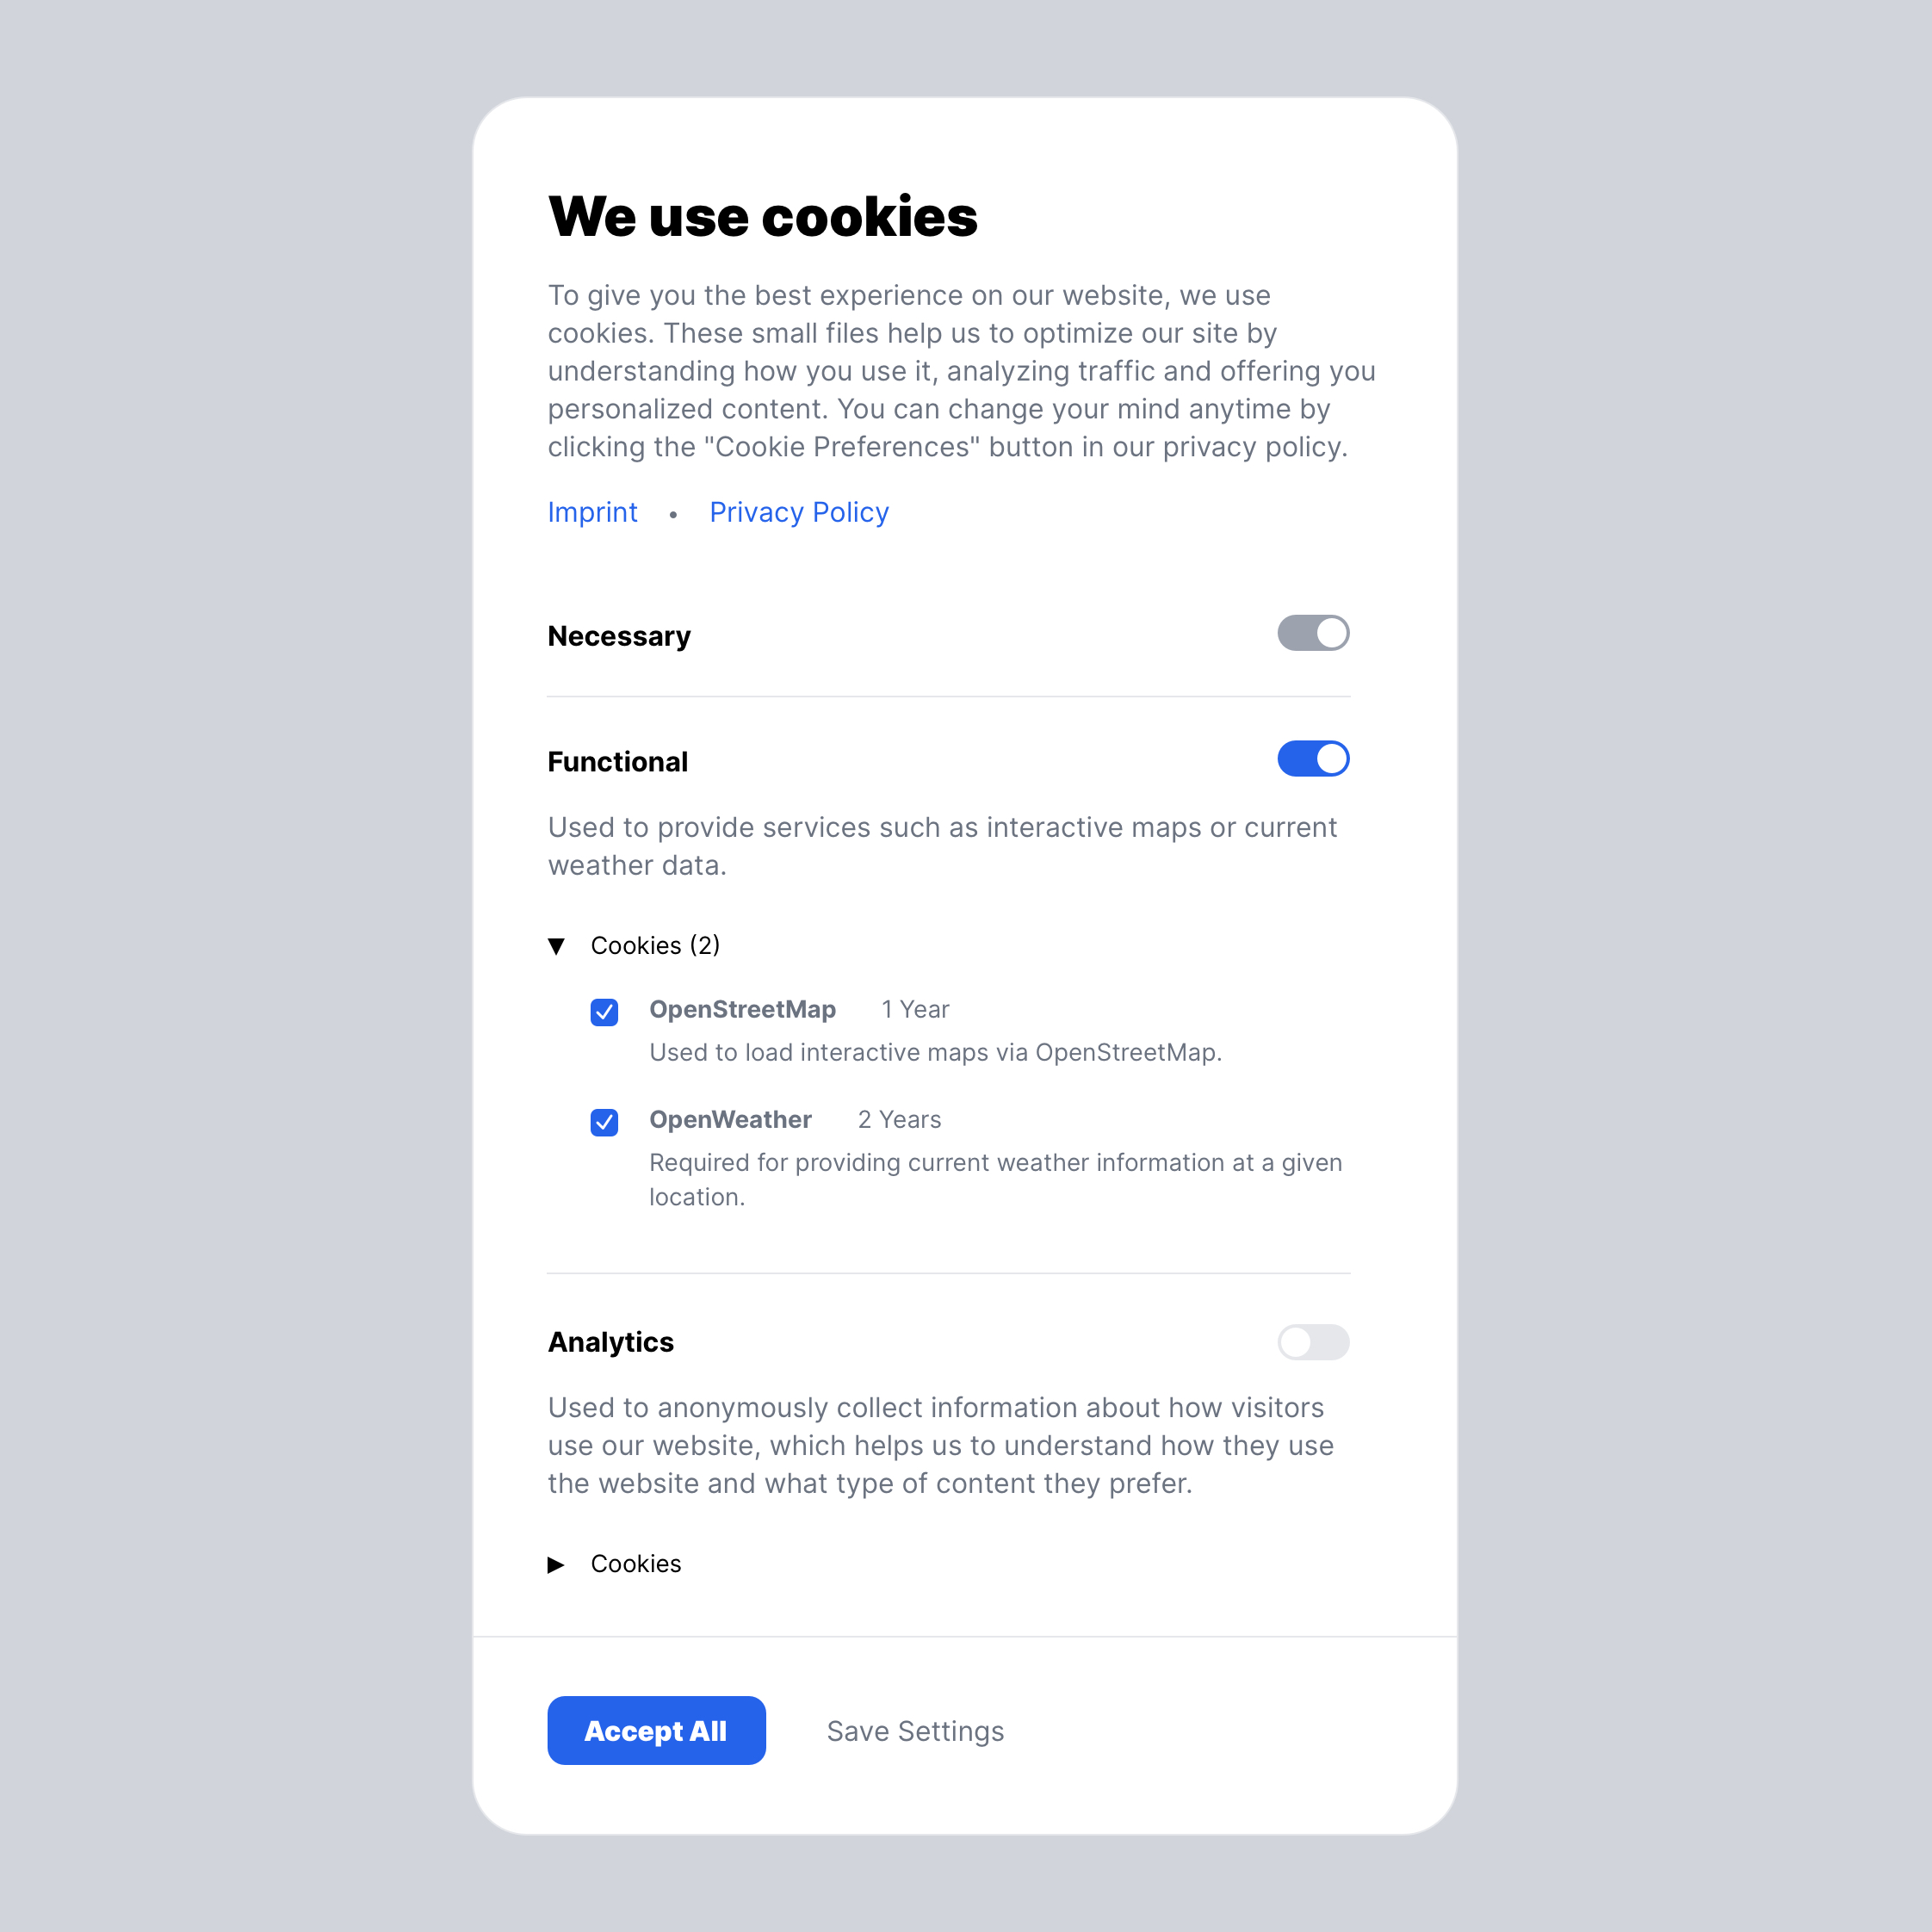 We use cookies
To give you the best experience on our website, we use
cookies. These small files help us to optimize our site by
understanding how you use it, analyzing traffic and offering you
personalized content. You can change your mind anytime by
clicking the "Cookie Preferences" button in our privacy policy.
Imprint • Privacy Policy
Necessary
Functional
Used to provide services such as interactive maps or current
weather data.
▼ Cookies (2)
OpenStreetMap 1 Year
Used to load interactive maps via OpenStreetMap.
OpenWeather 2 Years
Required for providing current weather information at a given
location.
Analytics
Used to anonymously collect information about how visitors
use our website, which helps us to understand how they use
the website and what type of content they prefer.
▶ Cookies
Accept All Save Settings